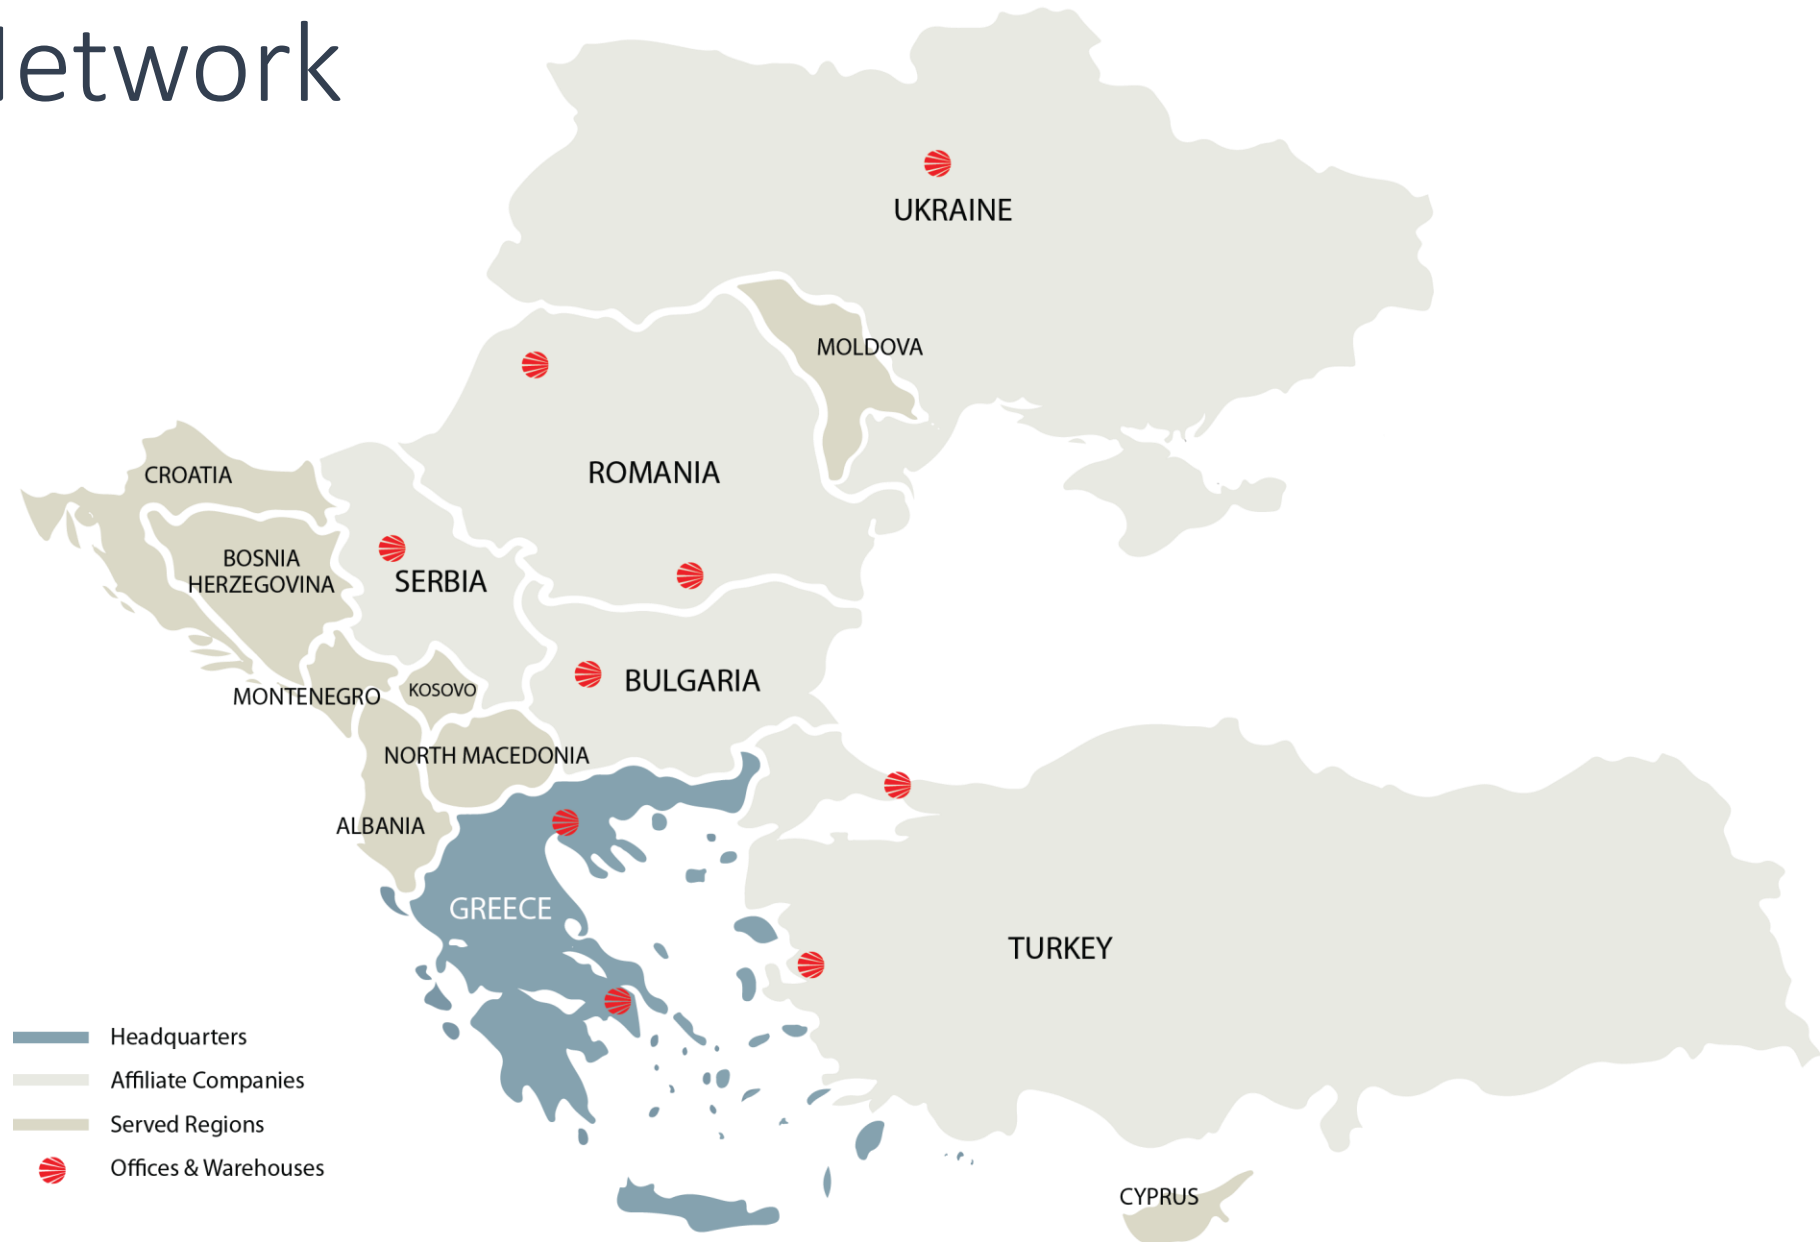 Network
UKRAINE
MOLDOVA
CROATIA
ROMANIA
BOSNIA
HERZEGOVINA
SERBIA
BULGARIA
MONTENEGRO
KOSOVO
NORTH MACEDONIA
ALBANIA
GREECE
TURKEY
Headquarters
Affiliate Companies
Served Regions
Offices & Warehouses
CYPRUS